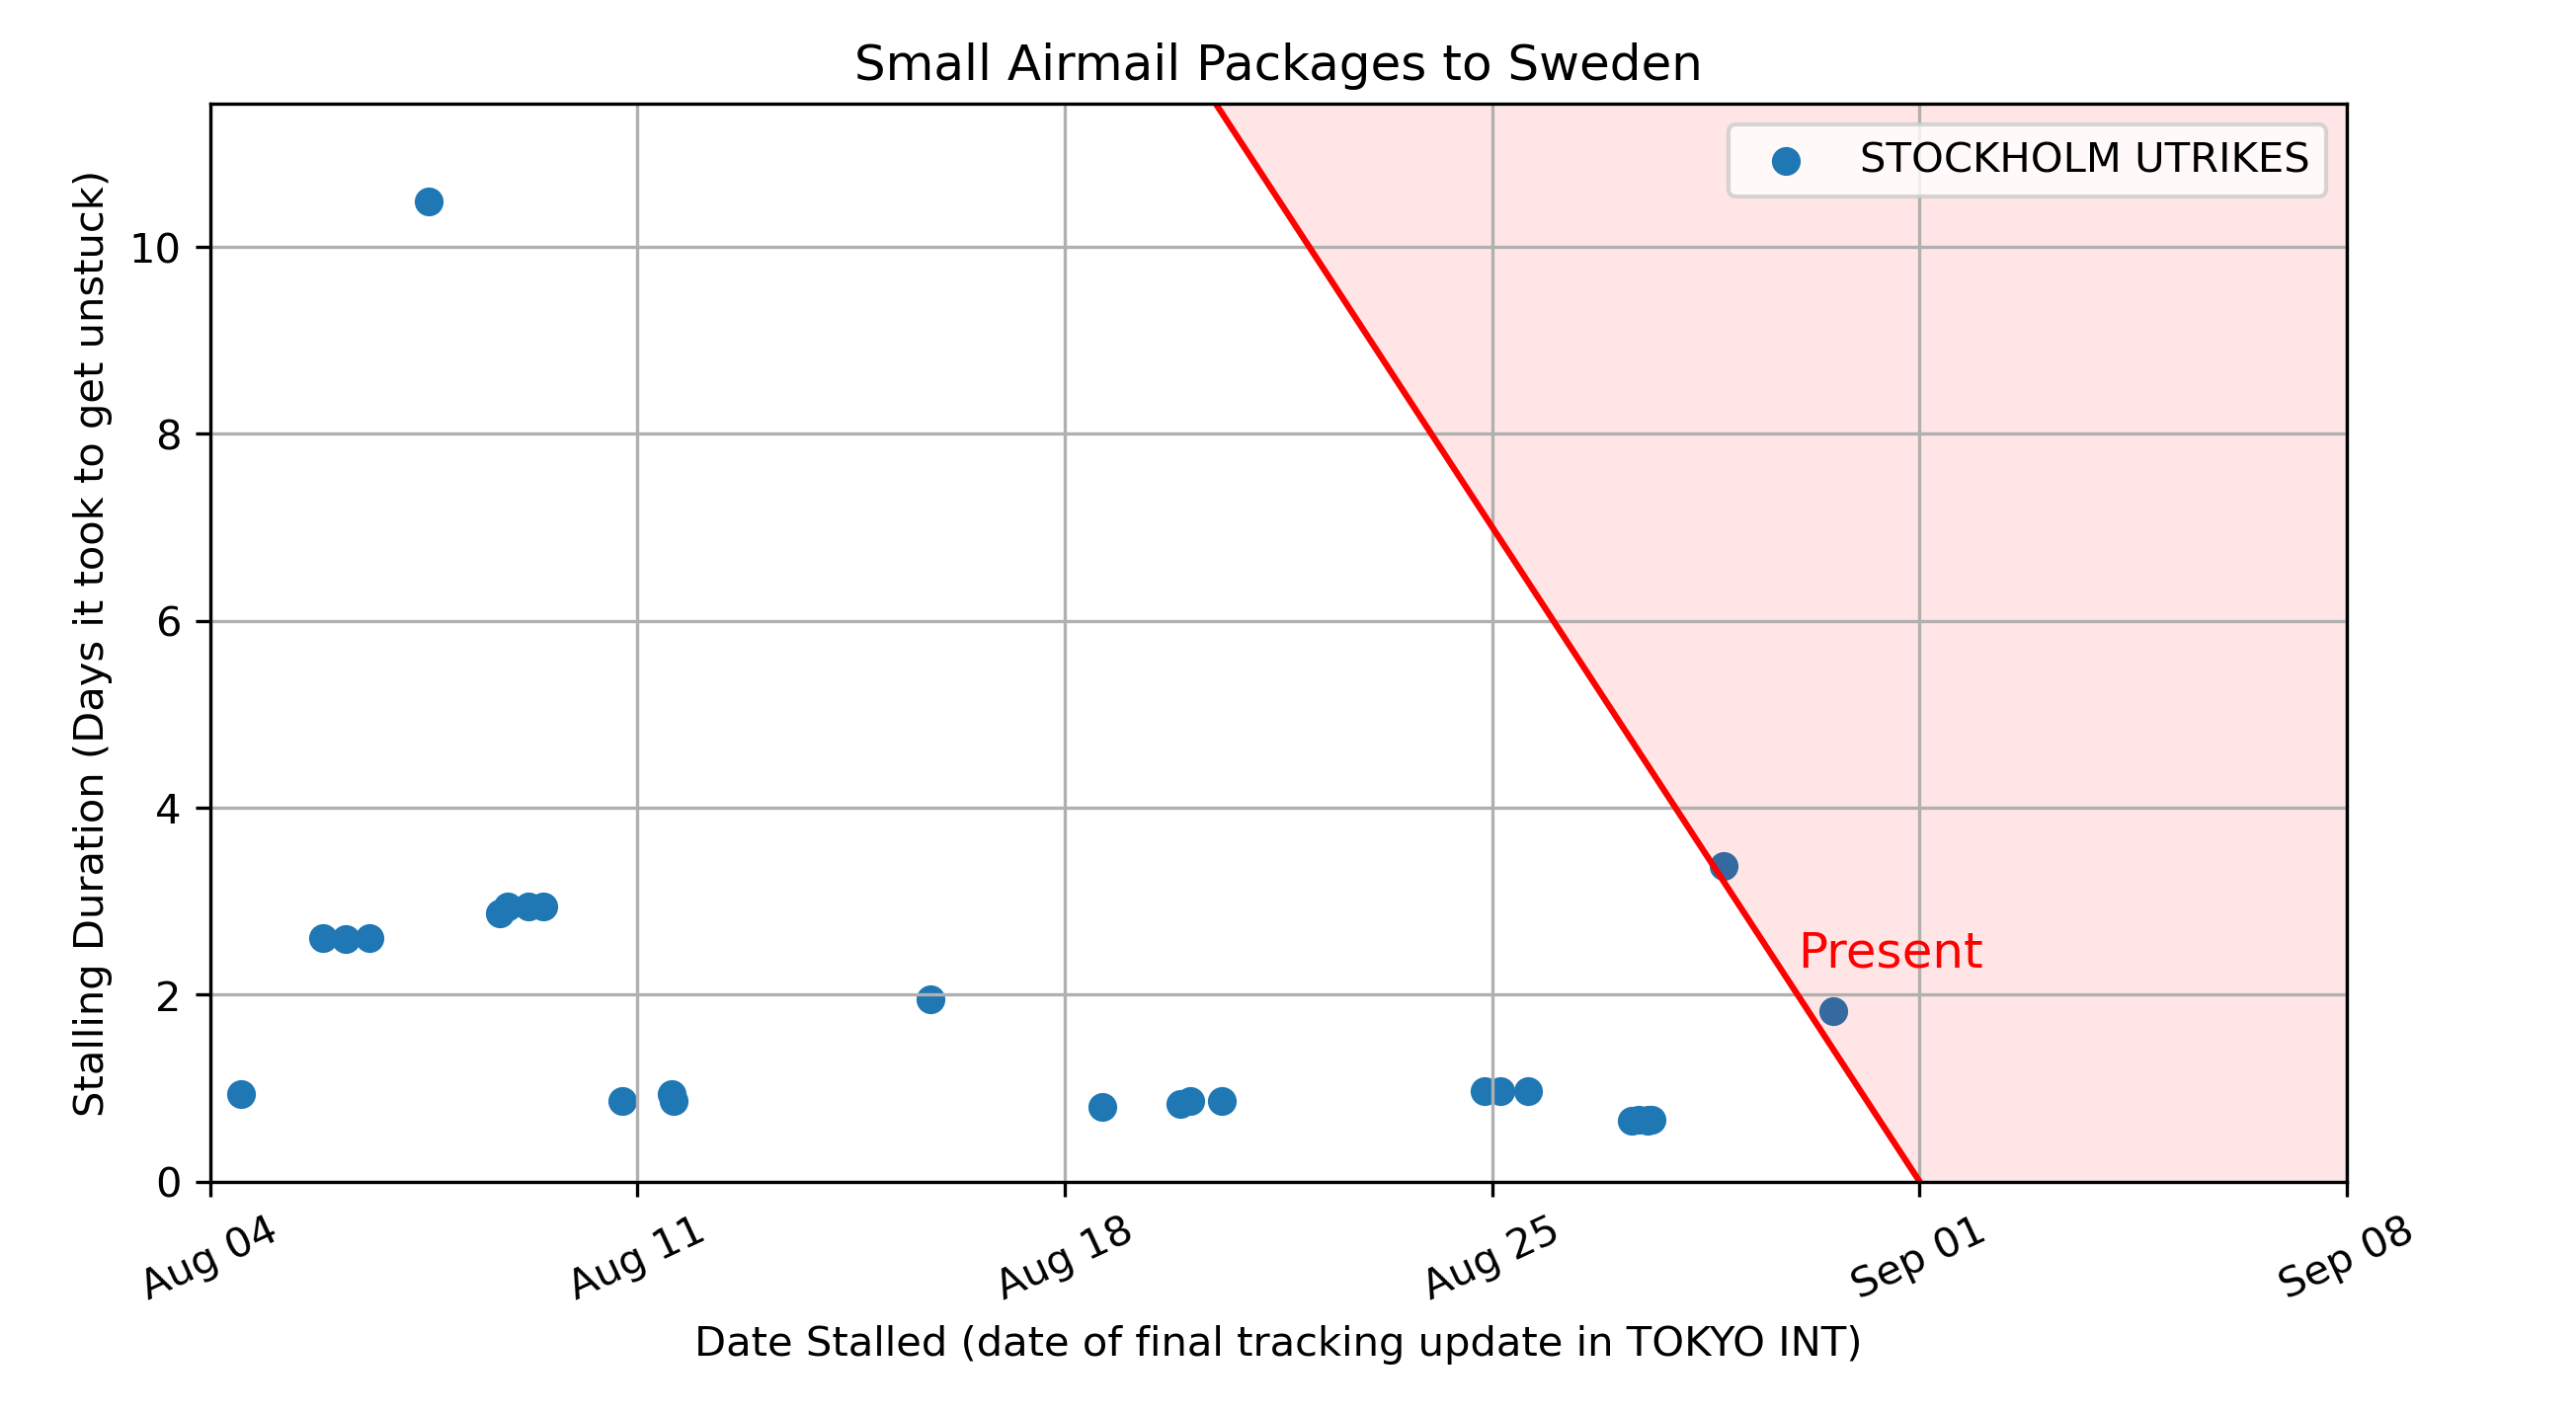 Small Airmail Packages to Sweden
STOCKHOLM UTRIKES
Stalling Duration (Days it took to get unstuck)
10
8
6
4
2
0
Present
Aug 04
Aug 11
Aug 18
Aug 25
Sep 01
Sep 08
Date Stalled (date of final tracking update in TOKYO INT)